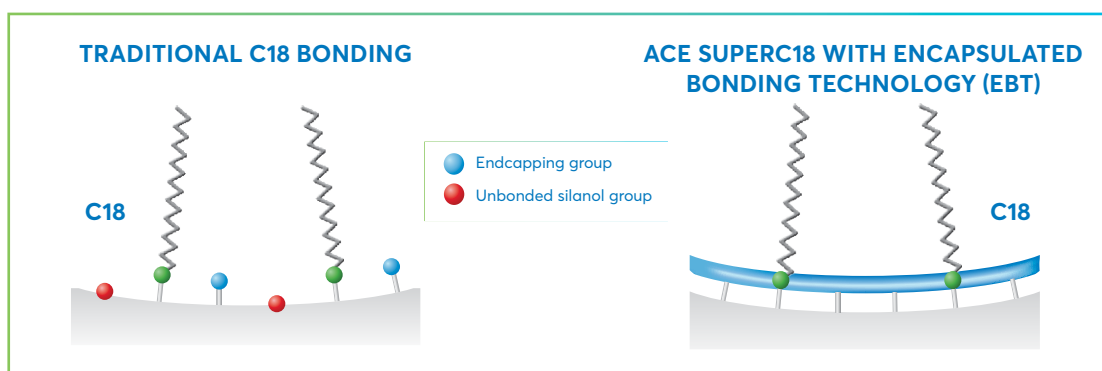 TRADITIONAL C18 BONDING
ACE SUPERC18 WITH ENCAPSULATED
BONDING TECHNOLOGY (EBT)
Endcapping group
Unbonded silanol group
C18
C18